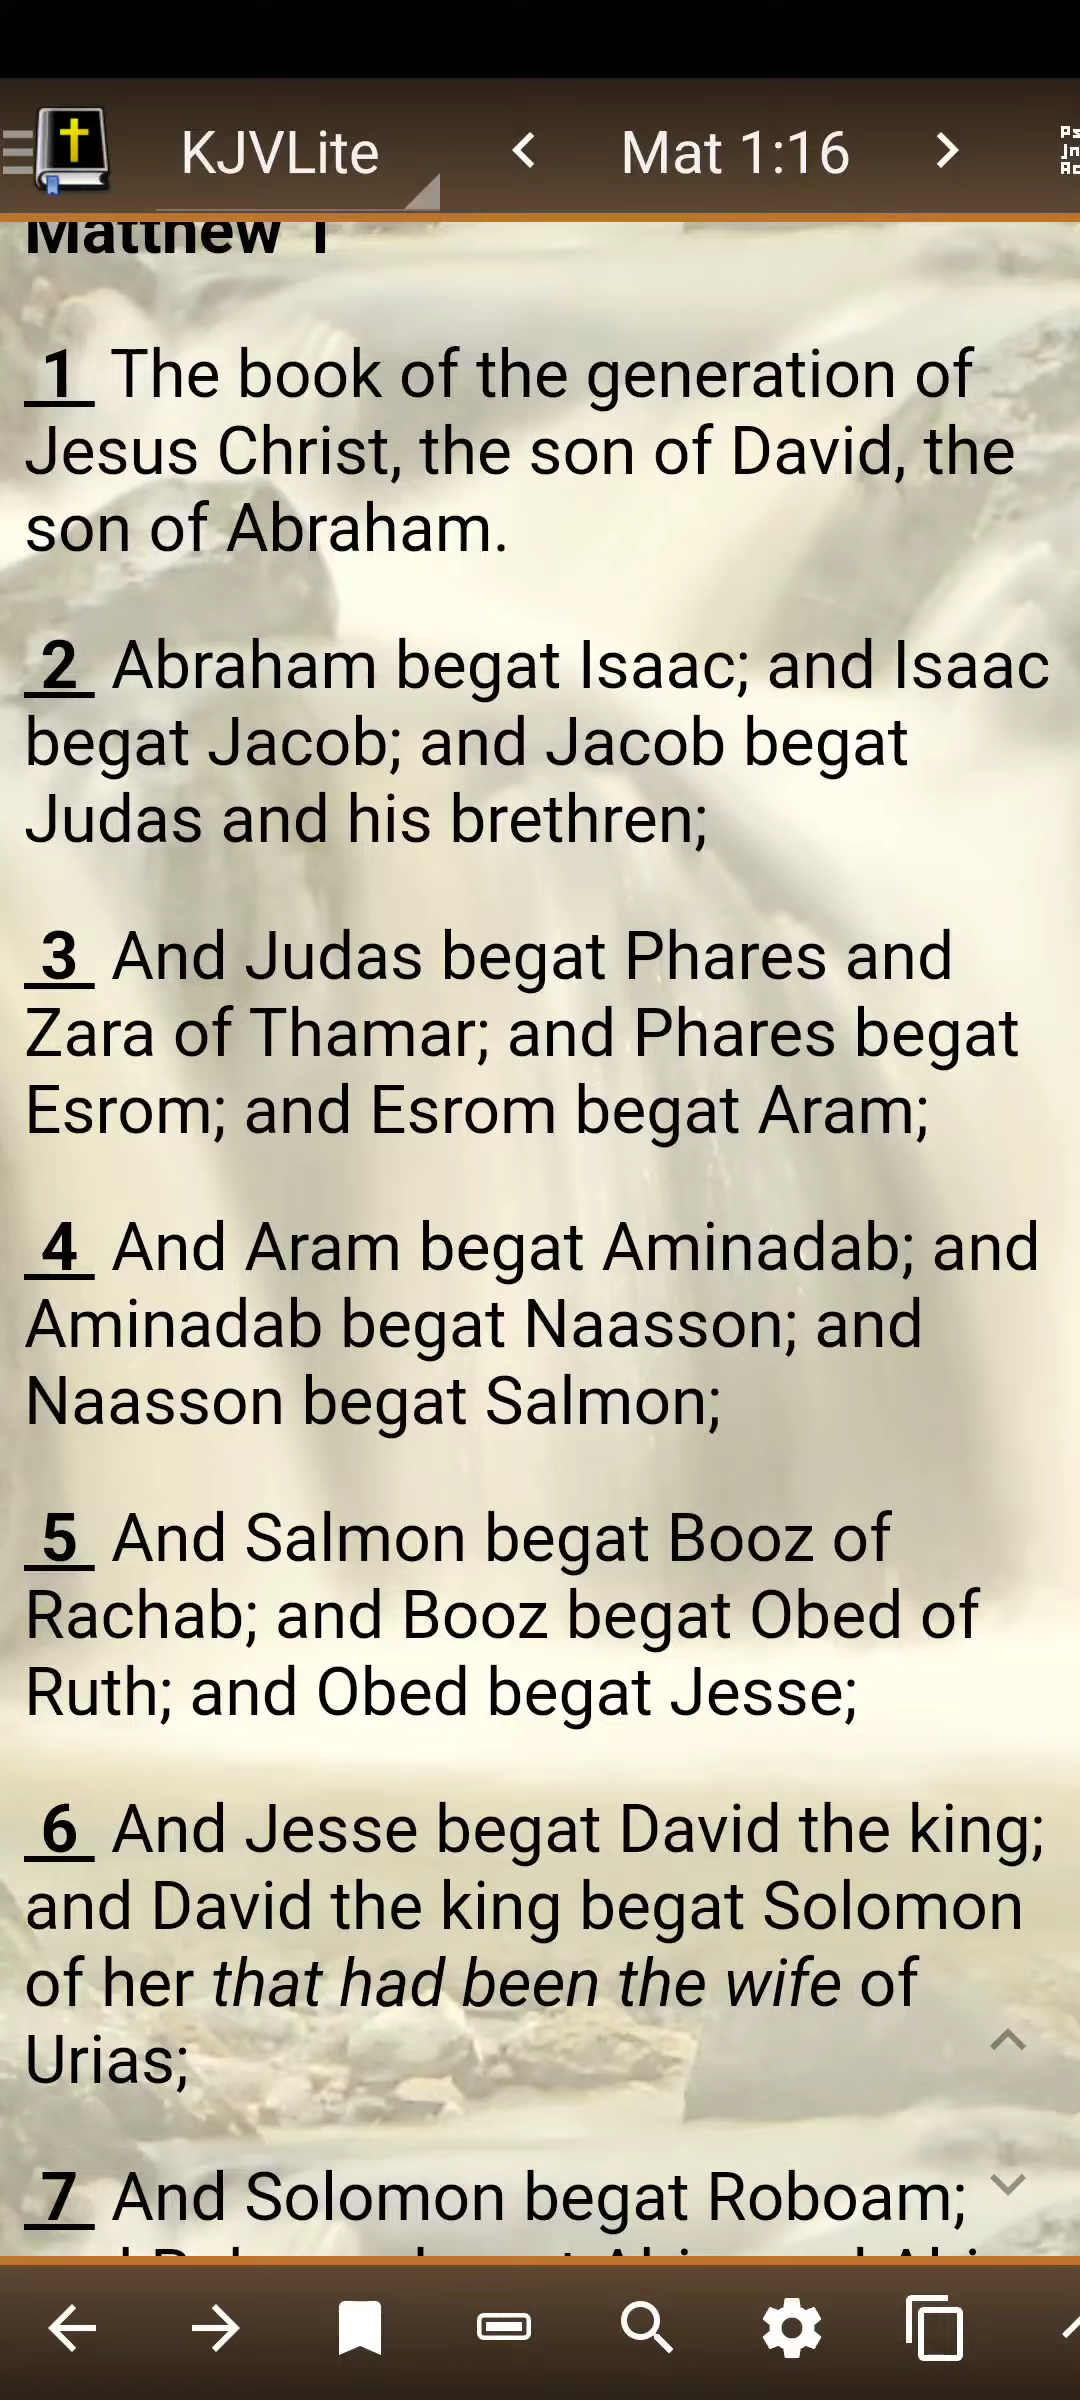 KJVLite
Mat 1:16
Matthew 1
1 The book of the generation of
Jesus Christ, the son of David, the
son of Abraham.
2 Abraham begat Isaac; and Isaac
begat Jacob; and Jacob begat
Judas and his brethren;
3 And Judas begat Phares and
Zara of Thamar; and Phares begat
Esrom; and Esrom begat Aram;
4 And Aram begat Aminadab; and
Aminadab begat Naasson; and
Naasson begat Salmon;
5 And Salmon begat Booz of
Rachab; and Booz begat Obed of
Ruth; and Obed begat Jesse;
6 And Jesse begat David the king;
and David the king begat Solomon
of her that had been the wife of
Urias;
7 And Solomon begat Roboam;